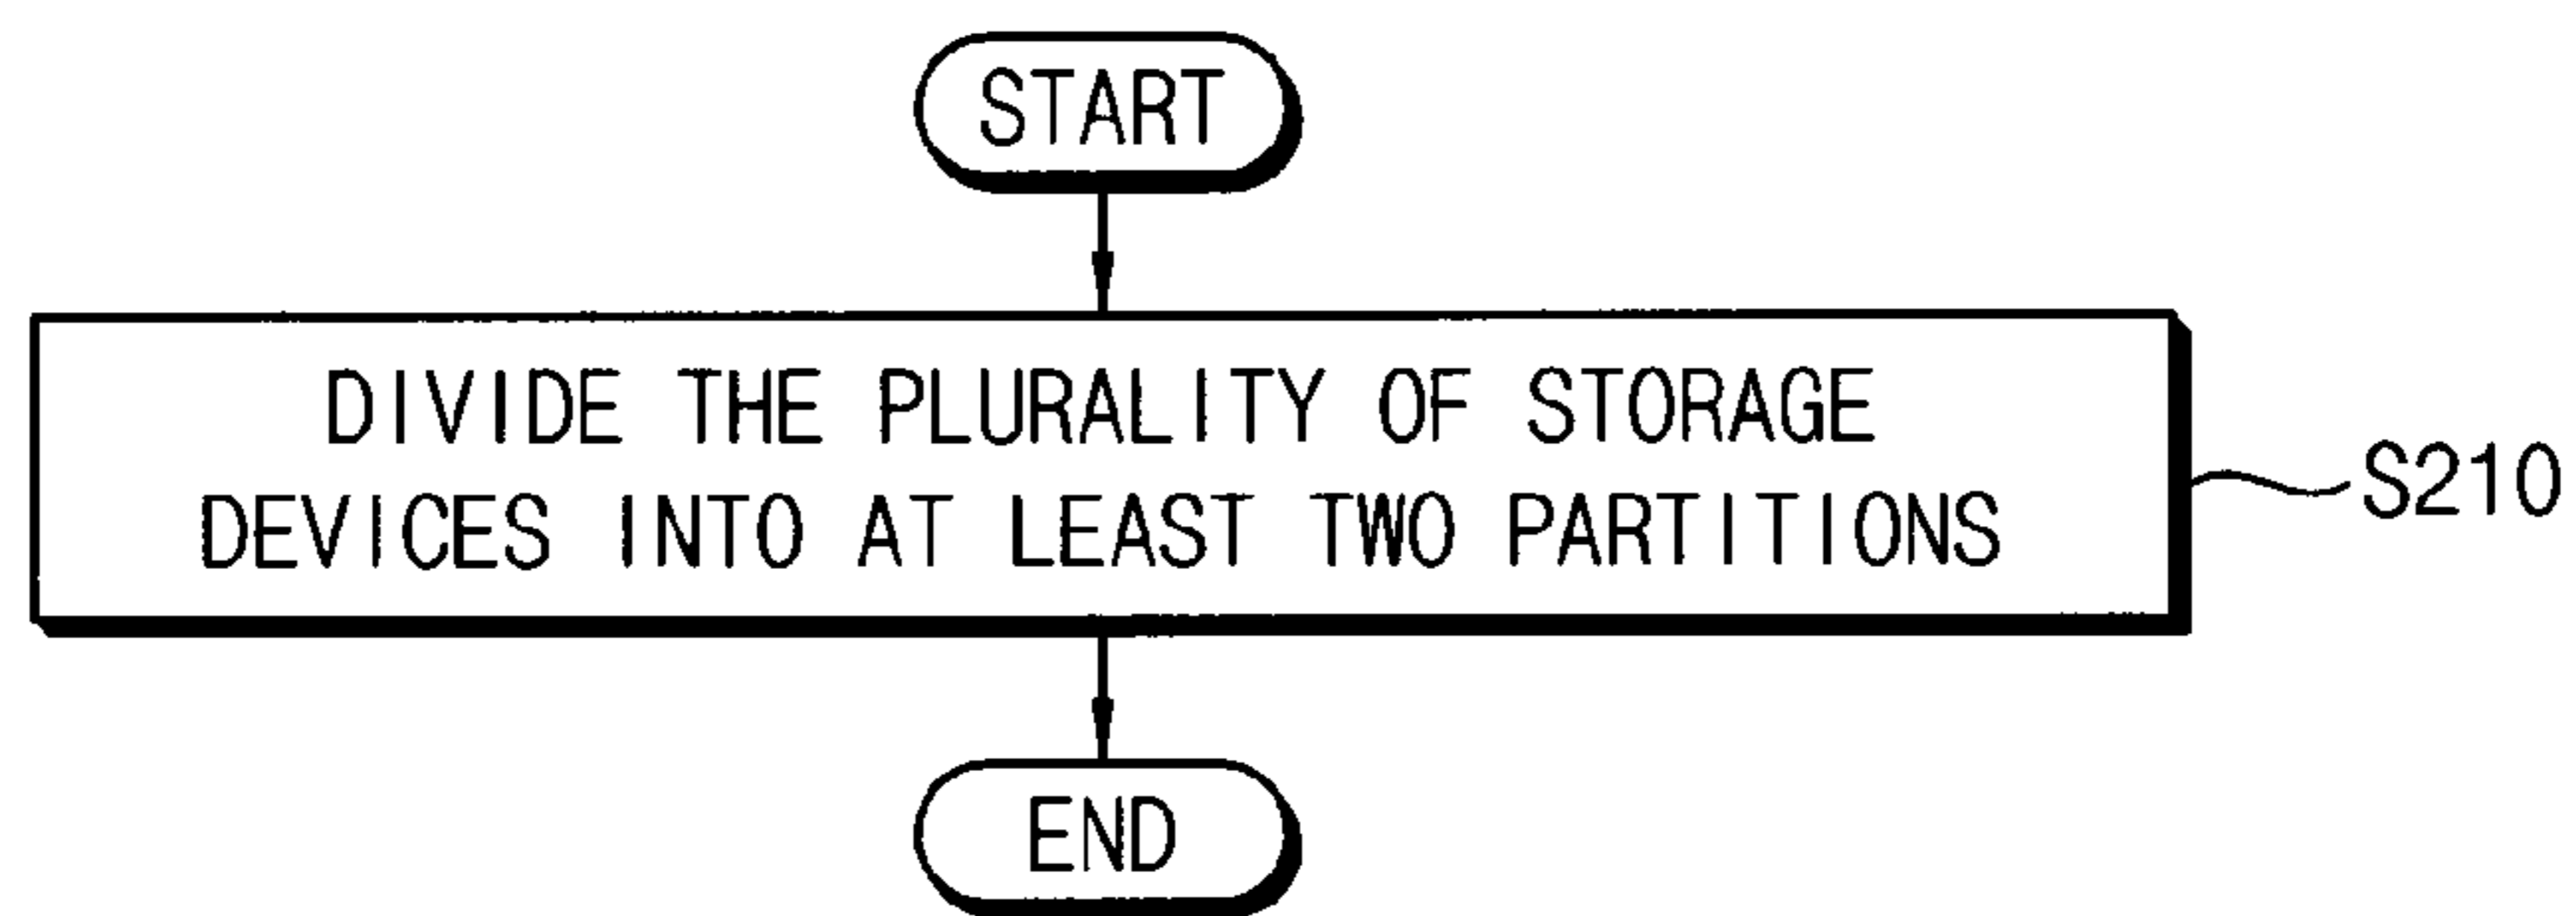 START
DIVIDE THE PLURALITY OF STORAGE
DEVICES INTO AT LEAST TWO PARTITIONS
S210
END